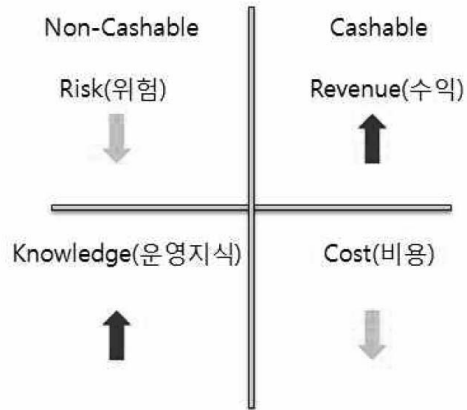 Non-Cashable
Cashable
Risk(위험)
Revenue(수익)
Knowledge(운영지식)
Cost(비용)